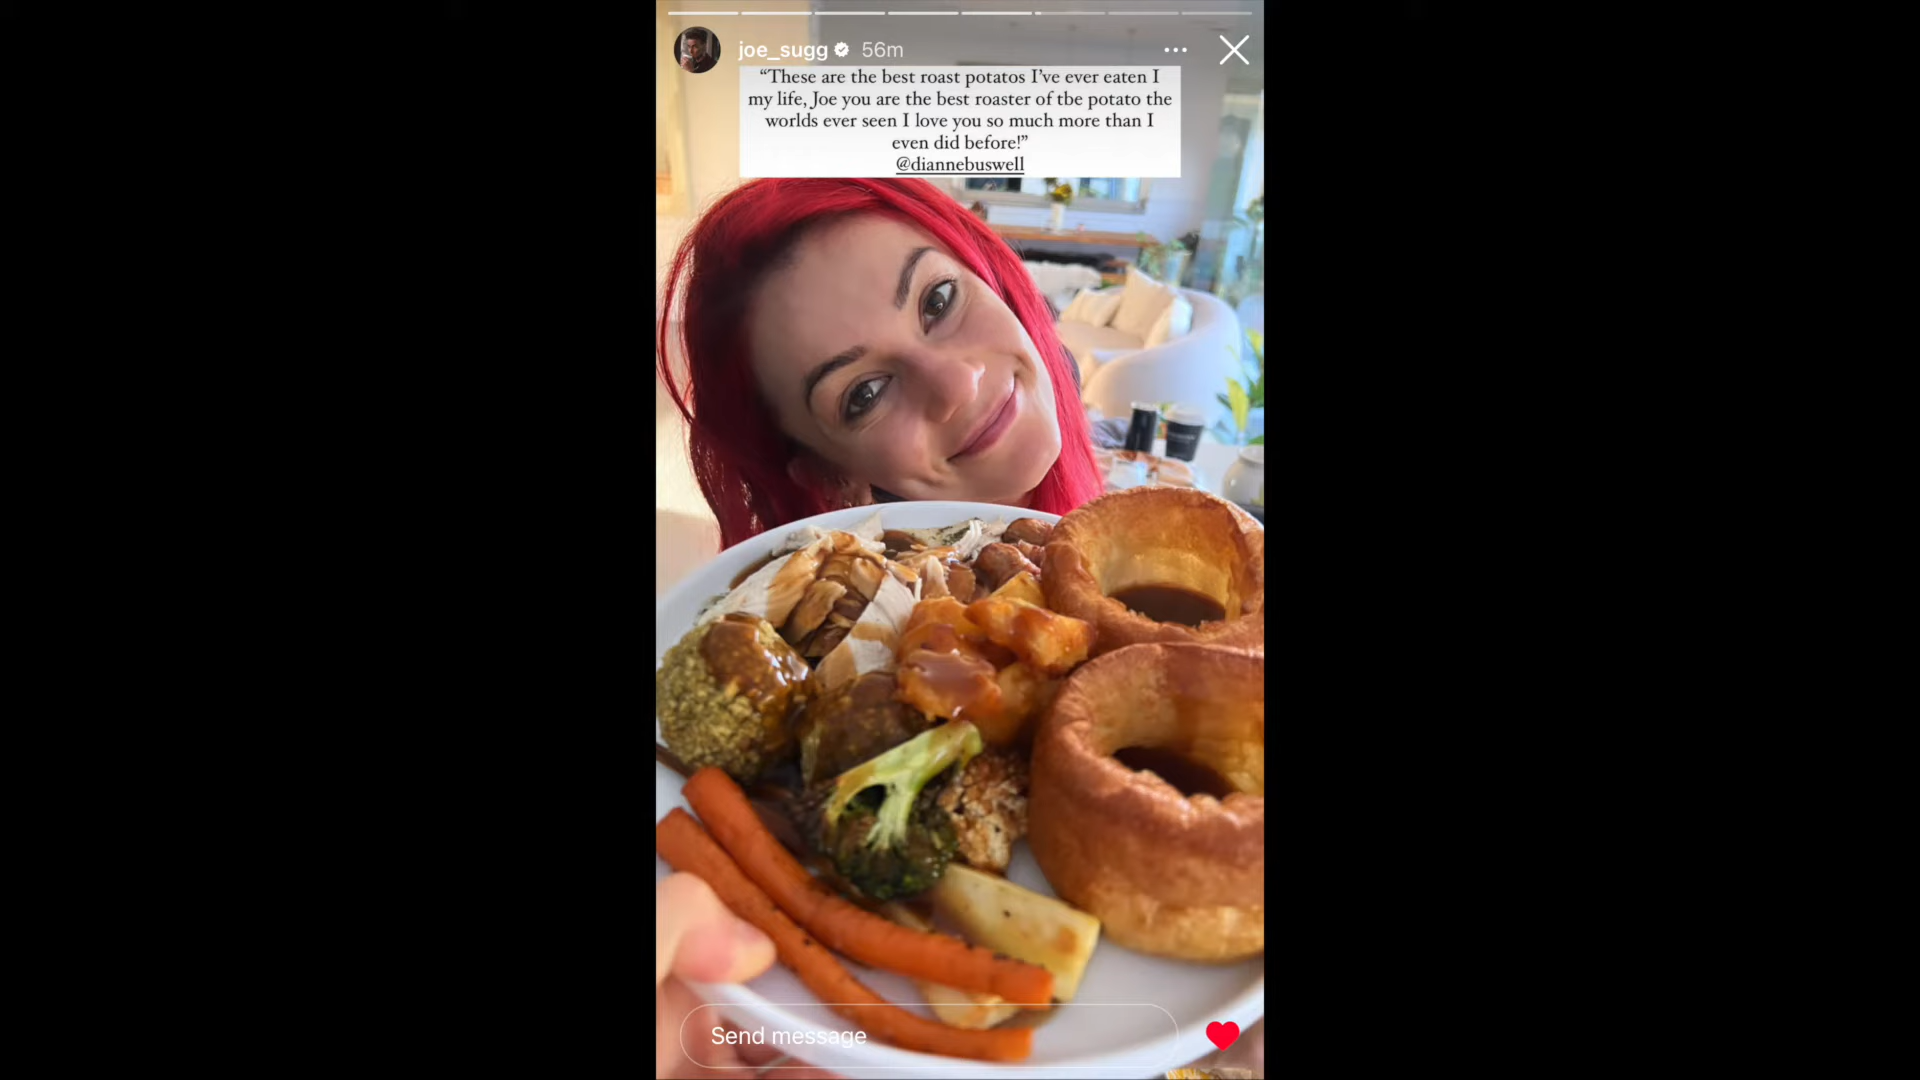 joe_sugg 56m
“These are the best roast potatos I’ve ever eaten I
my life, Joe you are the best roaster of tbe potato the
worlds ever seen I love you so much more than I
even did before!”
@diannebuswell
Send message